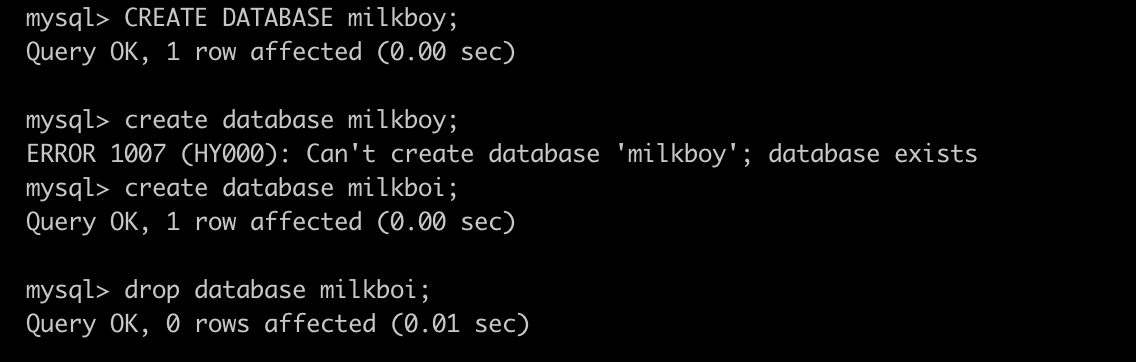 mysql> CREATE DATABASE milkboy;
Query OK, 1 row affected (0.00 sec)
mysql> create database milkboy;
ERROR 1007 (HY000): Can't create database 'milkboy'; database exists
mysql> create database milkboi;
Query OK, 1 row affected (0.00 sec)
mysql> drop database milkboi;
Query OK, 0 rows affected (0.01 sec)